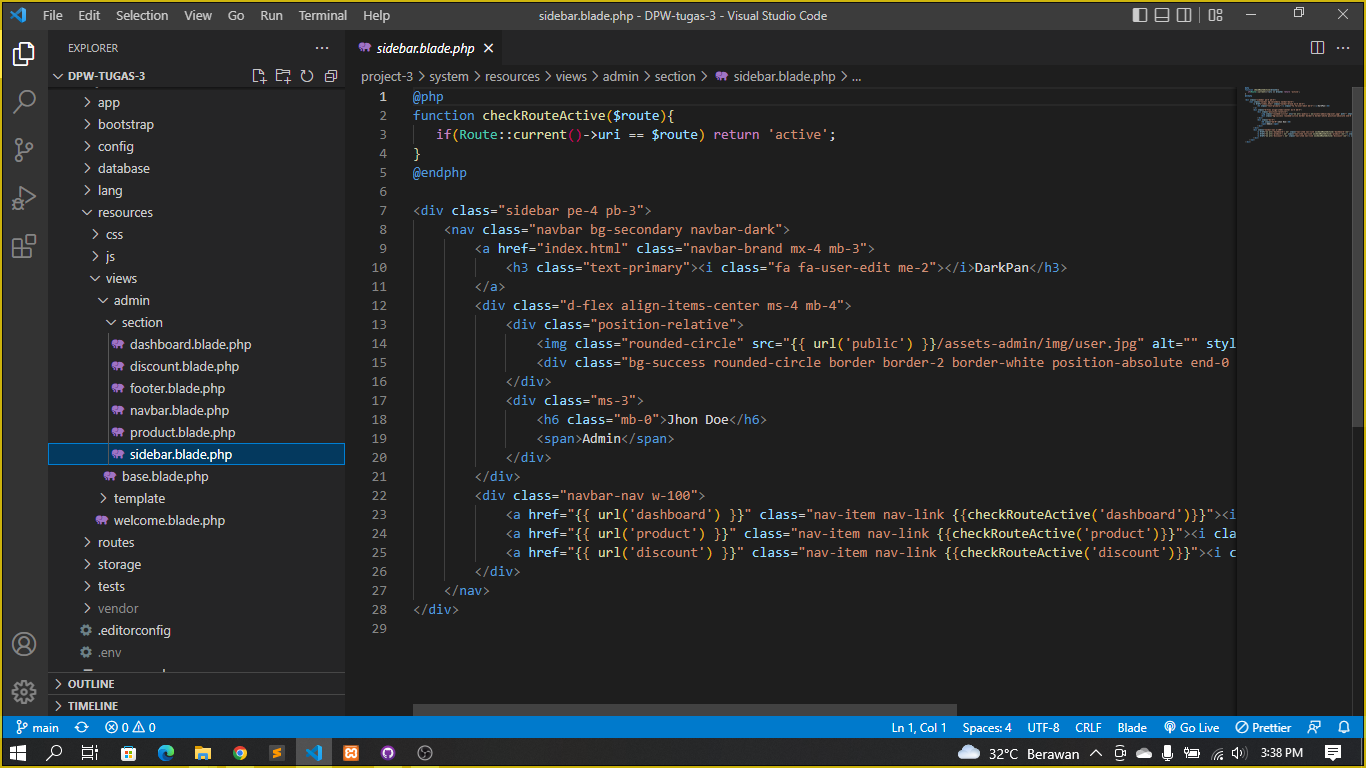 File Edit Selection View Go Run Terminal Help
sidebar.blade.php - DPW-tugas-3 - Visual Studio Code
EXPLORER
DPW-TUGAS-3
app
bootstrap
config
database
lang
resources
css
js
views
admin
section
dashboard.blade.php
discount.blade.php
footer.blade.php
navbar.blade.php
product.blade.php
sidebar.blade.php
base.blade.php
template
welcome.blade.php
routes
storage
tests
vendor
.editorconfig
.env
OUTLINE
TIMELINE
sidebar.blade.php
project-3 > system > resources > views > admin > section > sidebar.blade.php > ...
1 @php
2 function checkRouteActive($route){
3 if(Route::current()->uri == $route) return 'active';
4 }
5 @endphp
6
7 <div class="sidebar pe-4 pb-3">
8 <nav class="navbar bg-secondary navbar-dark">
9 <a href="index.html" class="navbar-brand mx-4 mb-3">
10 <h3 class="text-primary"><i class="fa fa-user-edit me-2"></i>DarkPan</h3>
11 </a>
12 <div class="d-flex align-items-center ms-4 mb-4">
13 <div class="position-relative">
14 <img class="rounded-circle" src="{{ url('public') }}/assets-admin/img/user.jpg" alt="" styl
15 <div class="bg-success rounded-circle border border-2 border-white position-absolute end-0
16 </div>
17 <div class="ms-3">
18 <h6 class="mb-0">Jhon Doe</h6>
19 <span>Admin</span>
20 </div>
21 </div>
22 <div class="navbar-nav w-100">
23 <a href="{{ url('dashboard') }}" class="nav-item nav-link {{checkRouteActive('dashboard')}}"><i
24 <a href="{{ url('product') }}" class="nav-item nav-link {{checkRouteActive('product')}}"><i cla
25 <a href="{{ url('discount') }}" class="nav-item nav-link {{checkRouteActive('discount')}}"><i c
26 </div>
27 </nav>
28 </div>
29
main 0 0 Ln 1, Col 1 Spaces: 4 UTF-8 CRLF Blade Go Live Prettier
32°C Berawan 3:38 PM